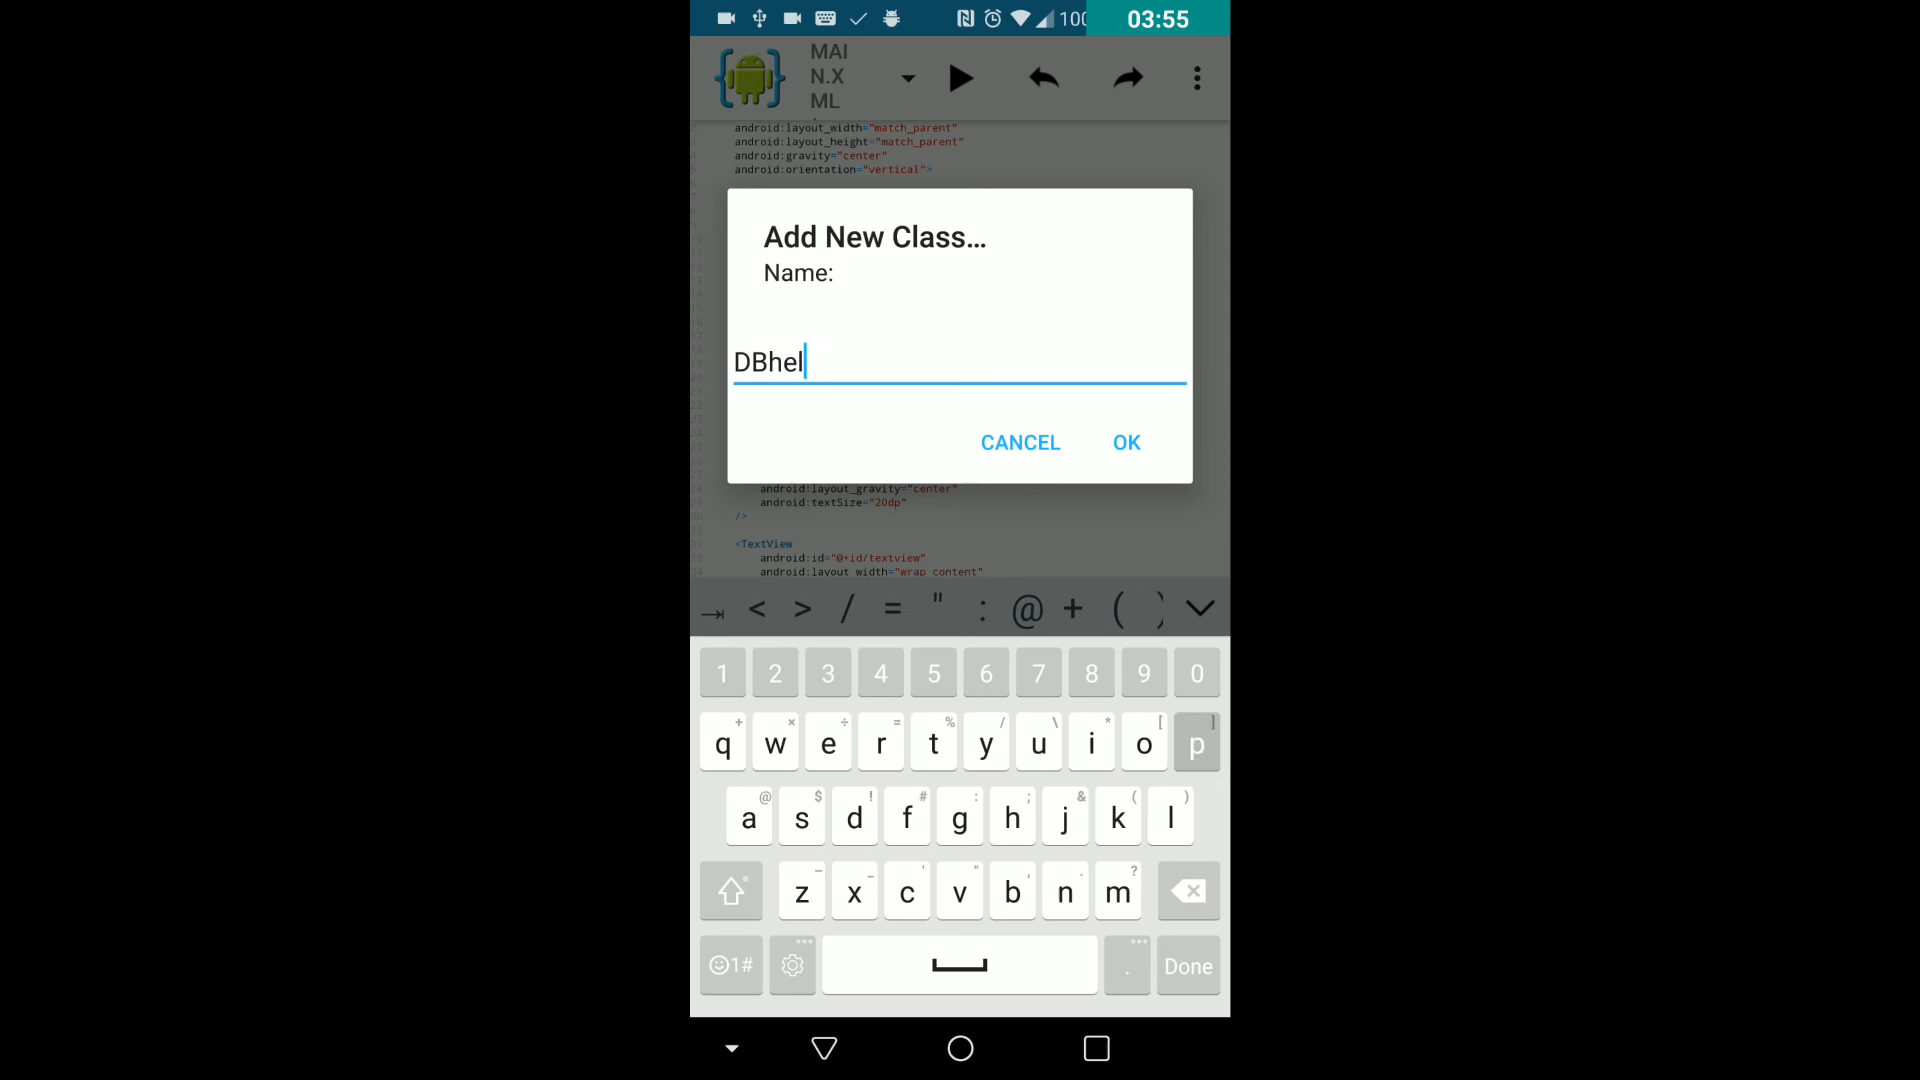 100 03:55
MAI
N.X
ML
android:layout_width="match_parent"
android:layout_height="match_parent"
android:gravity="center"
android:orientation="vertical">
Add New Class...
Name:
DBhel
CANCEL OK
android:layout_gravity="center"
android:textSize="20dp"
/>
<TextView
android:id="@+id/textview"
android:layout_width="wrap_content"
< > / = " : @ + ( )
1 2 3 4 5 6 7 8 9 0
+ × ÷ = % / \ * [ ]
q w e r t y u i o p
@ $ ! # : ; & ( )
a s d f g h j k l
– _ ' " , . ?
z x c v b n m
1# . Done